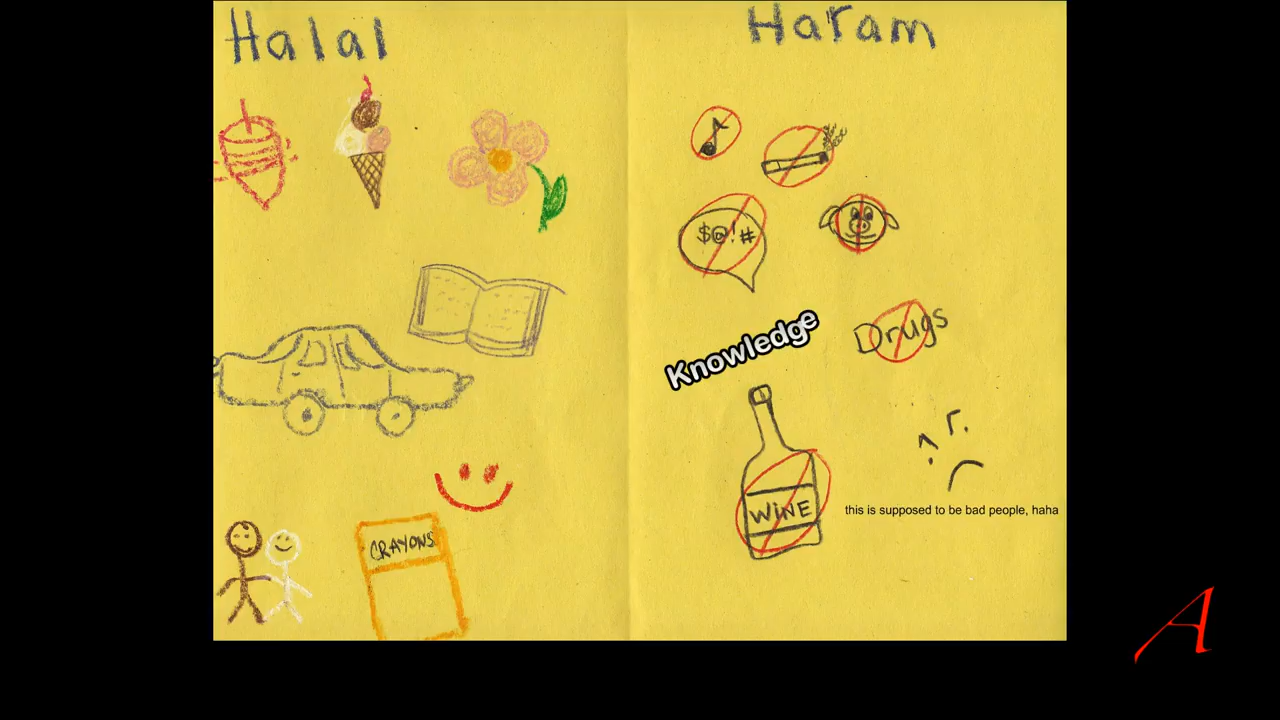 Halal
Haram
$@!#
Knowledge
Drugs
WINE
this is supposed to be bad people, haha
CRAYONS
A